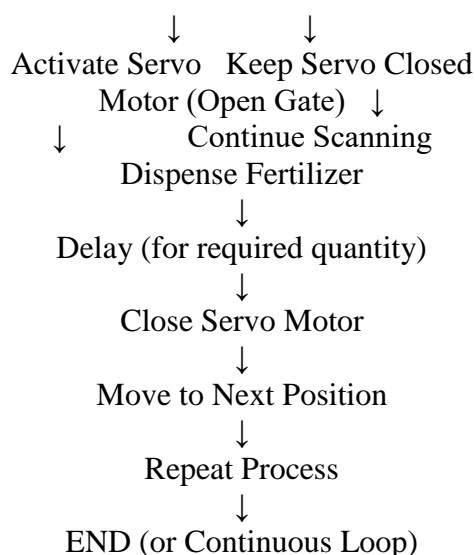 ↓ ↓
Activate Servo Keep Servo Closed
Motor (Open Gate) ↓
↓ Continue Scanning
Dispense Fertilizer
↓
Delay (for required quantity)
↓
Close Servo Motor
↓
Move to Next Position
↓
Repeat Process
↓
END (or Continuous Loop)